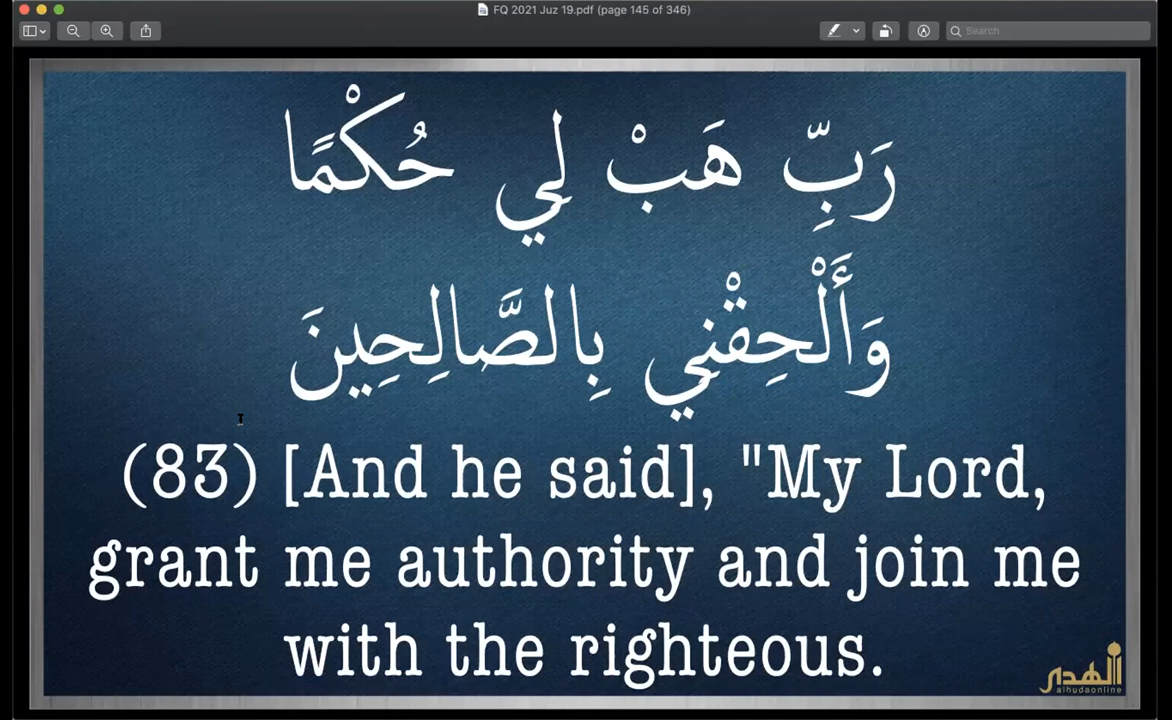 FQ 2021 Juz 19.pdf (page 145 of 346)
Search
رَبِّ هَبْ لِي حُكْمًا
وَأَلْحِقْنِي بِالصَّالِحِينَ
(83) [And he said], "My Lord,
grant me authority and join me
with the righteous.
الهدى
alhudaonline